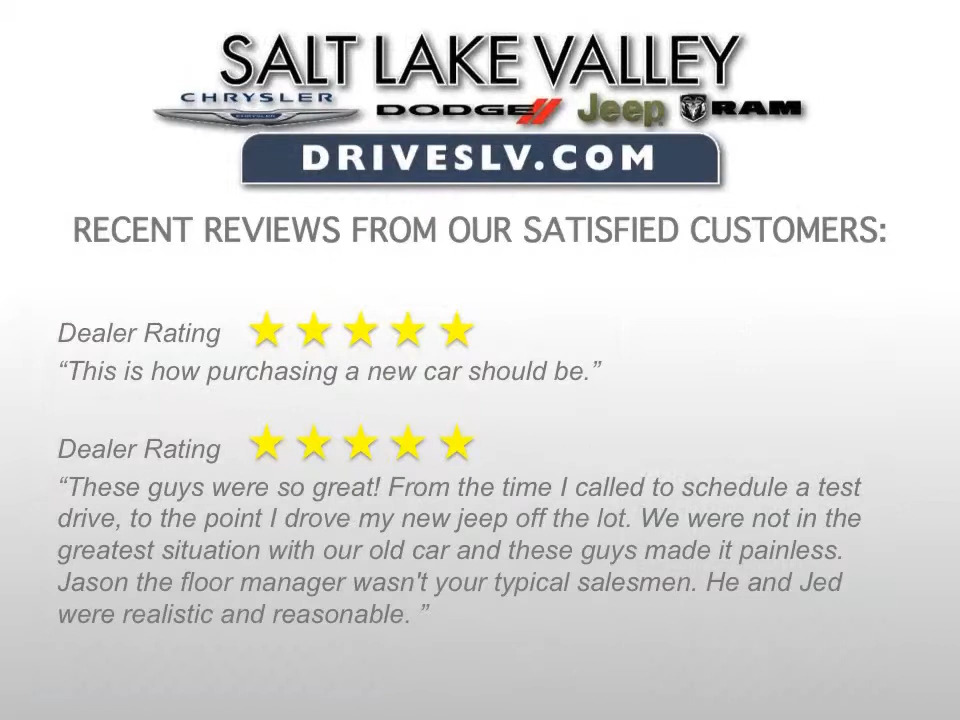 SALT LAKE VALLEY
CHRYSLER DODGE Jeep RAM
DRIVESLV.COM
RECENT REVIEWS FROM OUR SATISFIED CUSTOMERS:
Dealer Rating
“This is how purchasing a new car should be.”
Dealer Rating
“These guys were so great! From the time I called to schedule a test
drive, to the point I drove my new jeep off the lot. We were not in the
greatest situation with our old car and these guys made it painless.
Jason the floor manager wasn't your typical salesmen. He and Jed
were realistic and reasonable. ”